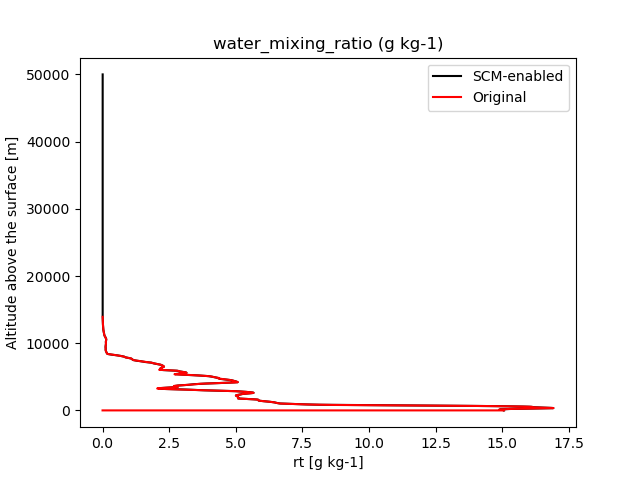 water_mixing_ratio (g kg-1)
SCM-enabled
Original
Altitude above the surface [m]
50000
40000
30000
20000
10000
0
0.0 2.5 5.0 7.5 10.0 12.5 15.0 17.5
rt [g kg-1]